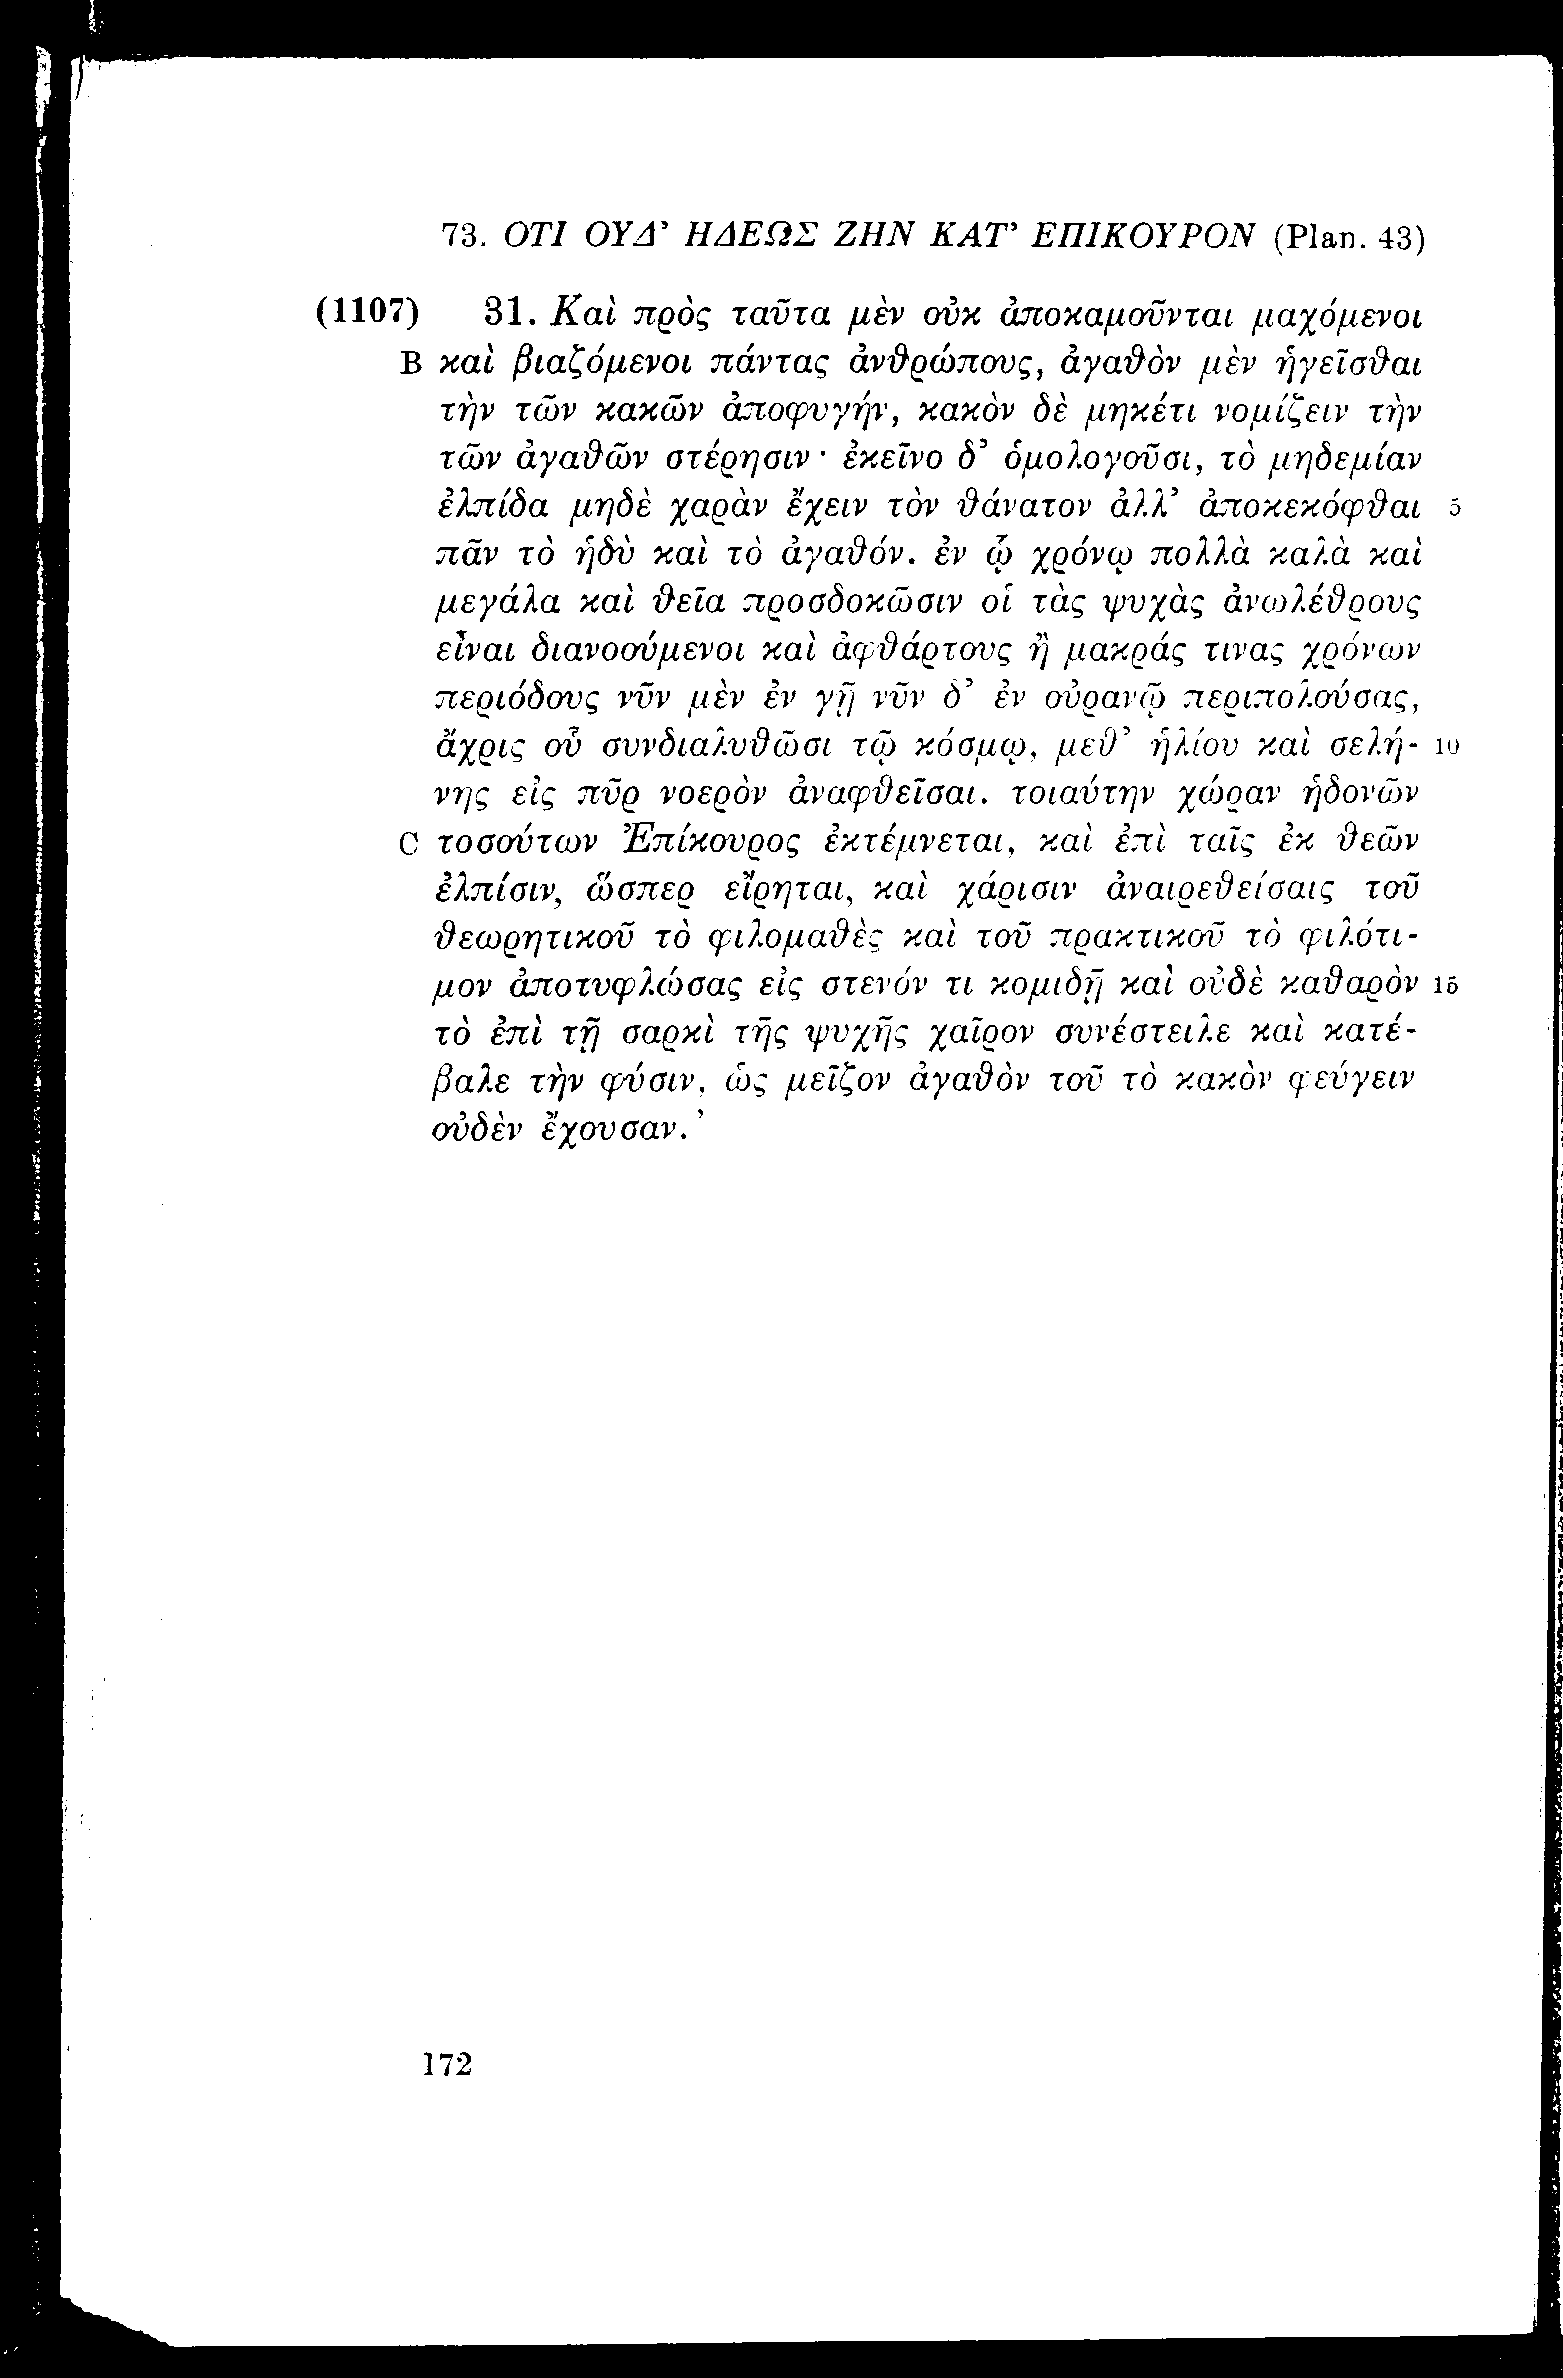 73. ΟΤΙ ΟΥΔ’ ΗΔΕΩΣ ΖΗΝ ΚΑΤ’ ΕΠΙΚΟΥΡΟΝ (Plan. 43)
(1107) 31. Καὶ πρὸς ταῦτα μὲν οὐκ ἀποκαμοῦνται μαχόμενοι
B καὶ βιαζόμενοι πάντας ἀνθρώπους, ἀγαθὸν μὲν ἡγεῖσθαι
τὴν τῶν κακῶν ἀποφυγήν, κακὸν δὲ μηκέτι νομίζειν τὴν
τῶν ἀγαθῶν στέρησιν· ἐκεῖνο δ’ ὁμολογοῦσι, τὸ μηδεμίαν
ἐλπίδα μηδὲ χαρὰν ἔχειν τὸν θάνατον ἀλλ’ ἀποκεκόφθαι 5
πᾶν τὸ ἡδὺ καὶ τὸ ἀγαθόν. ἐν ᾧ χρόνῳ πολλὰ καλὰ καὶ
μεγάλα καὶ θεῖα προσδοκῶσιν οἱ τὰς ψυχὰς ἀνωλέθρους
εἶναι διανοούμενοι καὶ ἀφθάρτους ἢ μακράς τινας χρόνων
περιόδους νῦν μὲν ἐν γῇ νῦν δ’ ἐν οὐρανῷ περιπολούσας,
ἄχρις οὗ συνδιαλυθῶσι τῷ κόσμῳ, μεθ’ ἡλίου καὶ σελή- 10
νης εἰς πῦρ νοερὸν ἀναφθεῖσαι. τοιαύτην χώραν ἡδονῶν
C τοσούτων Ἐπίκουρος ἐκτέμνεται, καὶ ἐπὶ ταῖς ἐκ θεῶν
ἐλπίσιν, ὥσπερ εἴρηται, καὶ χάρισιν ἀναιρεθείσαις τοῦ
θεωρητικοῦ τὸ φιλομαθὲς καὶ τοῦ πρακτικοῦ τὸ φιλότι-
μον ἀποτυφλώσας εἰς στενόν τι κομιδῇ καὶ οὐδὲ καθαρὸν 15
τὸ ἐπὶ τῇ σαρκὶ τῆς ψυχῆς χαῖρον συνέστειλε καὶ κατέ-
βαλε τὴν φύσιν, ὡς μεῖζον ἀγαθὸν τοῦ τὸ κακὸν φεύγειν
οὐδὲν ἔχουσαν.’
172